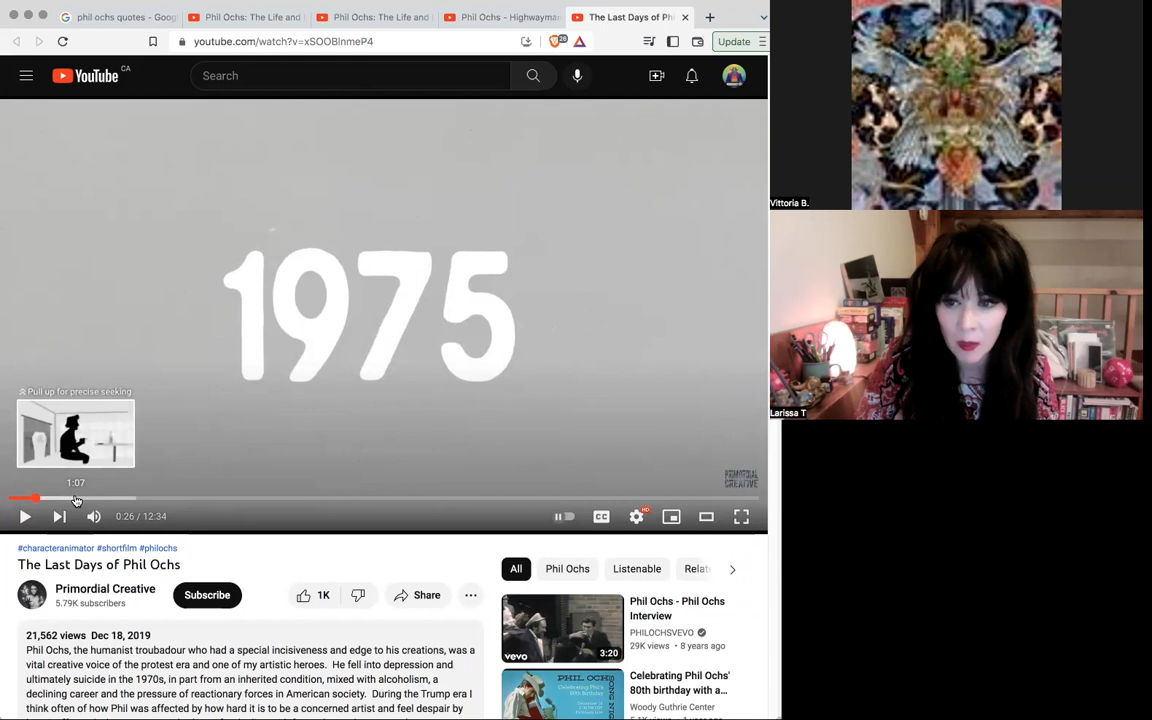 phil ochs quotes - Goog
Phil Ochs: The Life and
Phil Ochs: The Life and
Phil Ochs - Highwayma
The Last Days of Ph
youtube.com/watch?v=xSOOBlnmeP4
26
Update
YouTube CA
Search
1975
Pull up for precise seeking
1:07
PRIMORDIAL
CREATIVE
0:26 / 12:34
CC
HD
#characteranimator #shortfilm #philochs
The Last Days of Phil Ochs
Primordial Creative
5.79K subscribers
Subscribe
1K
Share
21,562 views Dec 18, 2019
Phil Ochs, the humanist troubadour who had a special incisiveness and edge to his creations, was a
vital creative voice of the protest era and one of my artistic heroes. He fell into depression and
ultimately suicide in the 1970s, in part from an inherited condition, mixed with alcoholism, a
declining career and the pressure of reactionary forces in American society. During the Trump era I
think often of how Phil was affected by how hard it is to be a concerned artist and feel despair by
All
Phil Ochs
Listenable
Relat
vevo
3:20
Phil Ochs - Phil Ochs
Interview
PHILOCHSVEVO
29K views • 8 years ago
PHIL OCHS
SONG NIG
Celebrating Phil Ochs'
80th birthday with a...
Woody Guthrie Center
Vittoria B.
Larissa T